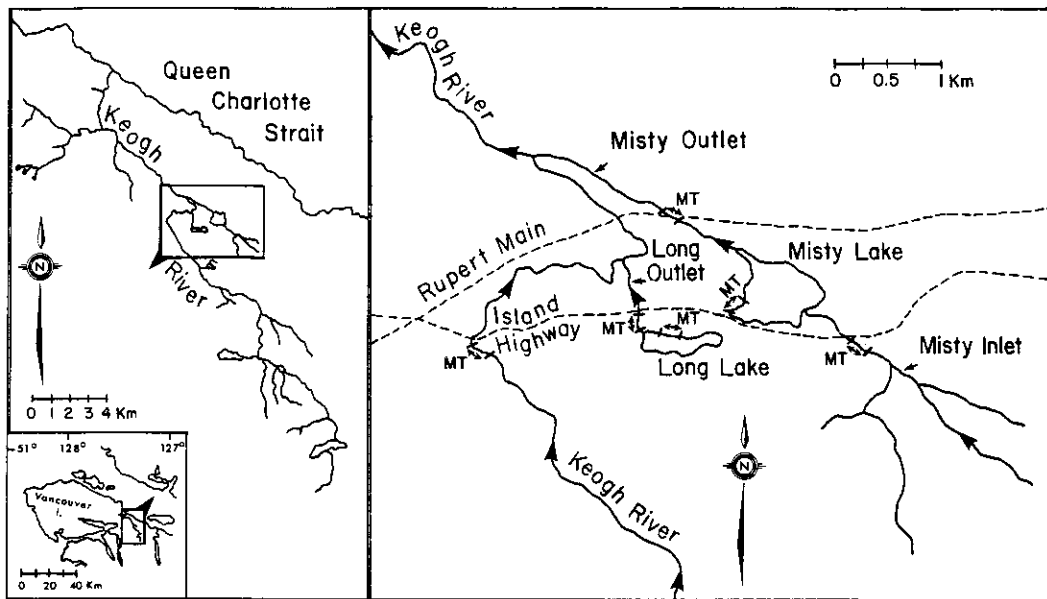 Queen
Charlotte
Strait
Keogh
River
N
0 1 2 3 4 Km
51° 128° 127°
Vancouver
I.
0 20 40 Km
Keogh
River
0 0.5 1 Km
Misty Outlet
MT
Rupert Main
Long
Outlet
Misty Lake
MT
Island
Highway
MT
MT
MT
Long Lake
MT
Misty Inlet
Keogh River
N